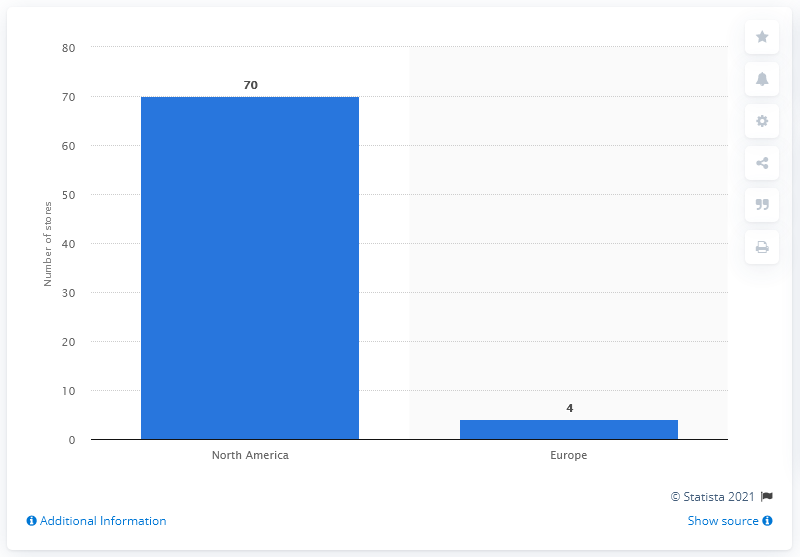 80
70
60
50
40
30
20
10
0
Number of stores
70
4
North America
Europe
© Statista 2021
Additional Information
Show source